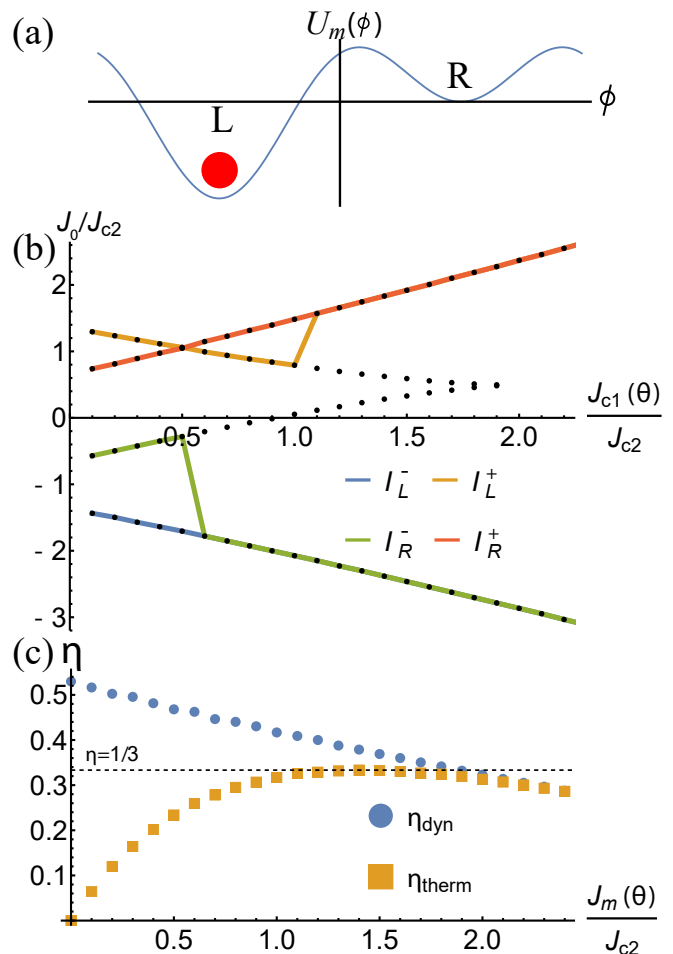 (a)
U_m(ϕ)
R
L
ϕ
(b)
J_0/J_c2
2
1
0
0.5 1.0 1.5 2.0
J_c1(θ)
J_c2
- 1
I_L^- I_L^+
- 2
I_R^- I_R^+
- 3
(c) η
0.5
0.4
η=1/3
0.3
0.2
η_dyn
0.1
η_therm
J_m(θ)
J_c2
0.5 1.0 1.5 2.0